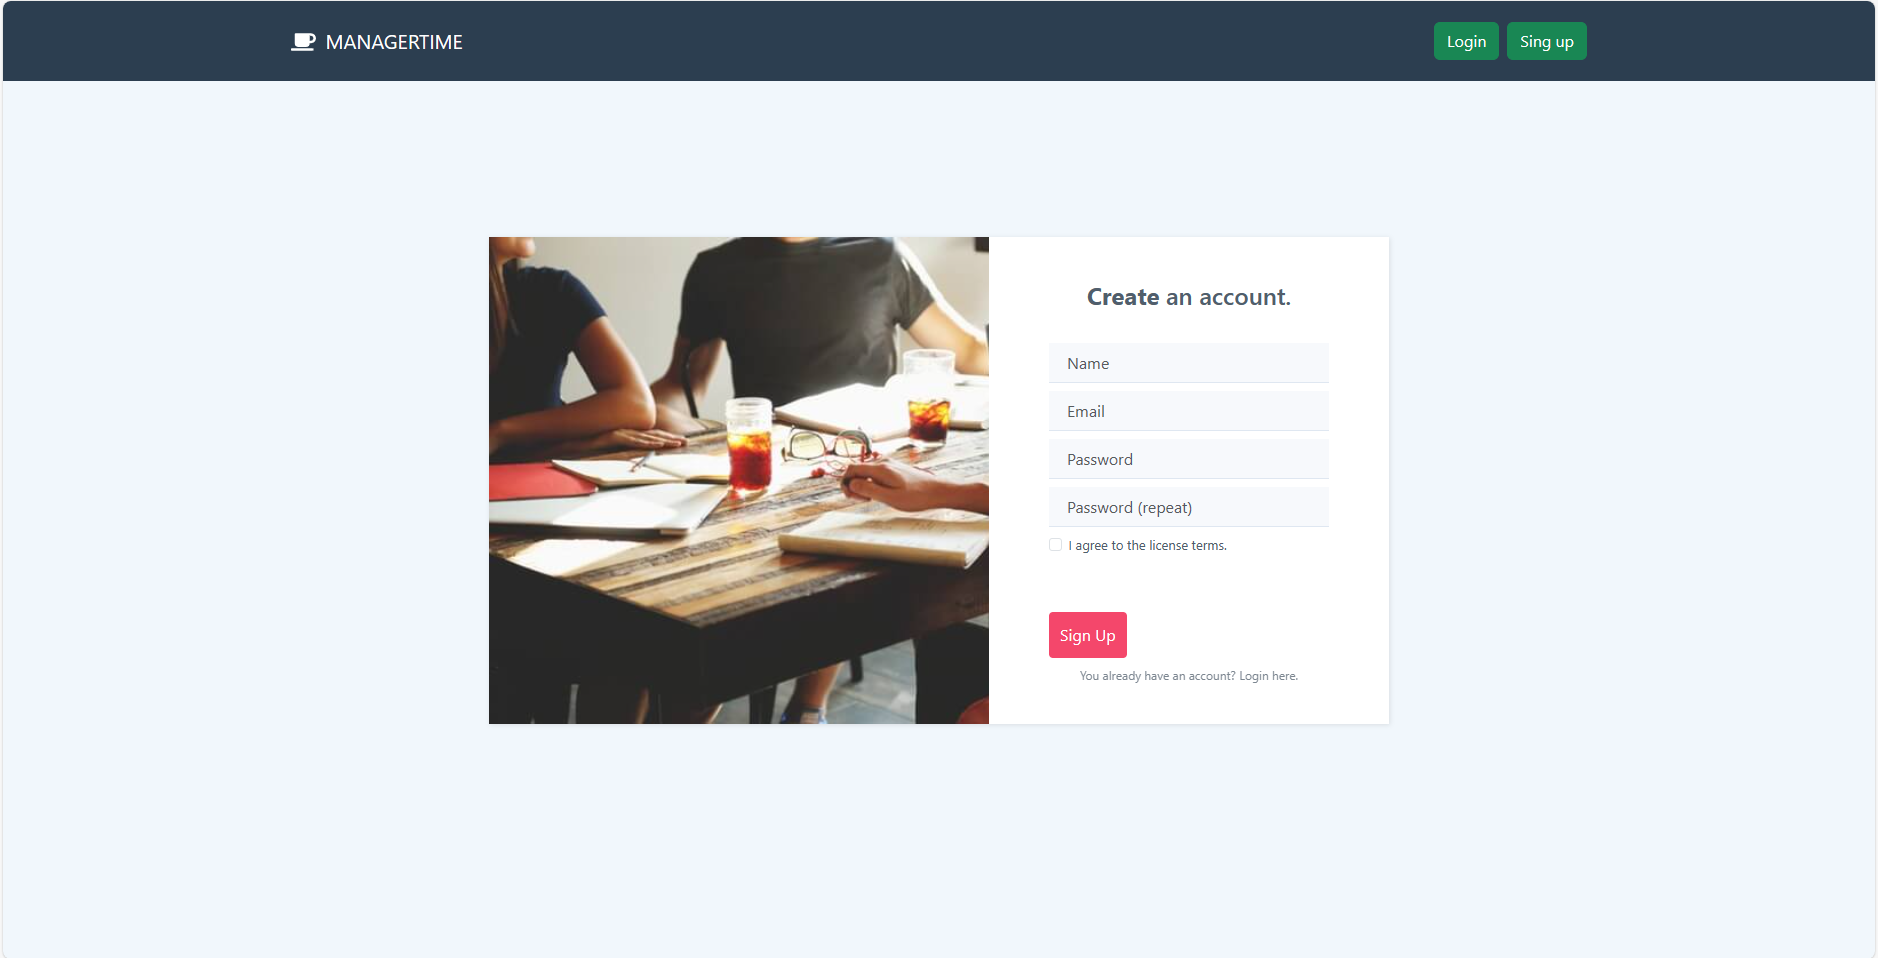 MANAGERTIME
Login
Sing up
Create an account.
Name
Email
Password
Password (repeat)
I agree to the license terms.
Sign Up
You already have an account? Login here.